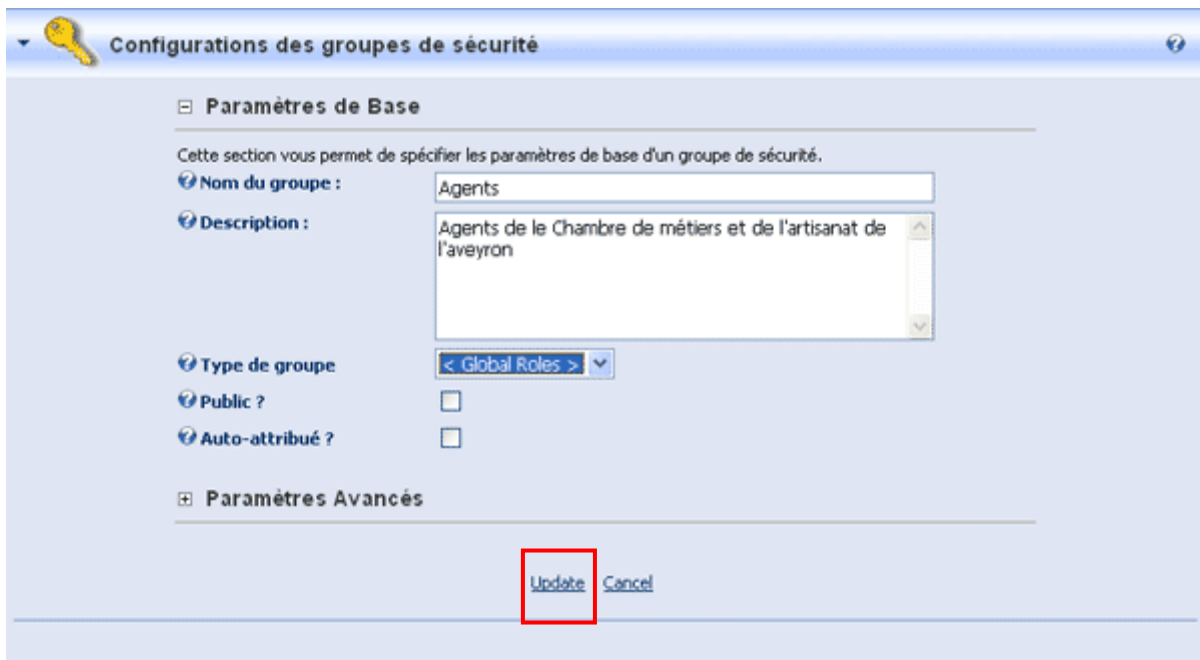 Configurations des groupes de sécurité
Paramètres de Base
Cette section vous permet de spécifier les paramètres de base d'un groupe de sécurité.
Nom du groupe : Agents
Description : Agents de le Chambre de métiers et de l'artisanat de
l'aveyron
Type de groupe < Global Roles >
Public ?
Auto-attribué ?
Paramètres Avancés
Update Cancel